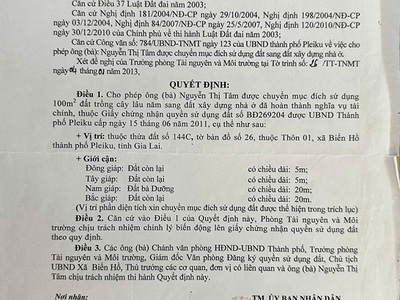 Căn cứ Điều 37 Luật Đất đai năm 2003;
Căn cứ Nghị định 181/2004/NĐ-CP ngày 29/10/2004, Nghị định 198/2004/NĐ-CP
ngày 03/12/2004, Nghị định 84/2007/NĐ-CP ngày 25/5/2007, Nghị định 120/2010/NĐ-CP
ngày 30/12/2010 của Chính phủ về thi hành Luật Đất đai năm 2003;
Căn cứ Công văn số: 784/UBND-TNMT ngày 123 của UBND thành phố Pleiku về việc cho
phép ông (bà): Nguyễn Thị Tâm được chuyển mục đích sử dụng đất sang đất xây dựng nhà ở.
Xét đề nghị của Trưởng phòng Tài nguyên và Môi trường tại Tờ trình số: /TT-TNMT
ngày tháng 01 năm 2013,
QUYẾT ĐỊNH:
Điều 1. Cho phép ông (bà) Nguyễn Thị Tâm được chuyển mục đích sử dụng
100m² đất trồng cây lâu năm sang đất xây dựng nhà ở đã hoàn thành nghĩa vụ tài
chính, thuộc Giấy chứng nhận quyền sử dụng đất số BĐ269204 được UBND Thành
phố Pleiku cấp ngày 15 tháng 06 năm 2011, cụ thể như sau:
+ Vị trí: thuộc thửa đất số 144C, tờ bản đồ số 26, thuộc Thôn 01, xã Biển Hồ
thành phố Pleiku, tỉnh Gia Lai.
+ Giới cận:
Đông giáp: Đất còn lại có chiều dài: 5m;
Tây giáp: Đất còn lại có chiều dài: 5m;
Nam giáp: Đất bà Dưỡng có chiều dài: 20m;
Bắc giáp: Đất còn lại có chiều dài: 20m.
(Vị trí phần diện tích xin chuyển mục đích sử dụng đất được thể hiện trong trích lục)
Điều 2. Căn cứ vào Điều 1 của Quyết định này, Phòng Tài nguyên và Môi
trường chịu trách nhiệm chỉnh lý biến động lên giấy chứng nhận quyền sử dụng đất
theo quy định.
Điều 3. Các ông (bà) Chánh văn phòng HĐND-UBND Thành phố, Trưởng phòng
Tài nguyên và Môi trường, Giám đốc Văn phòng Đăng ký quyền sử dụng đất, Chủ tịch
UBND Xã Biển Hồ, Thủ trưởng các cơ quan, đơn vị có liên quan và ông (bà) Nguyễn Thị
Tâm chịu trách nhiệm thi hành Quyết định này./.
Nơi nhận: TM. ỦY BAN NHÂN DÂN